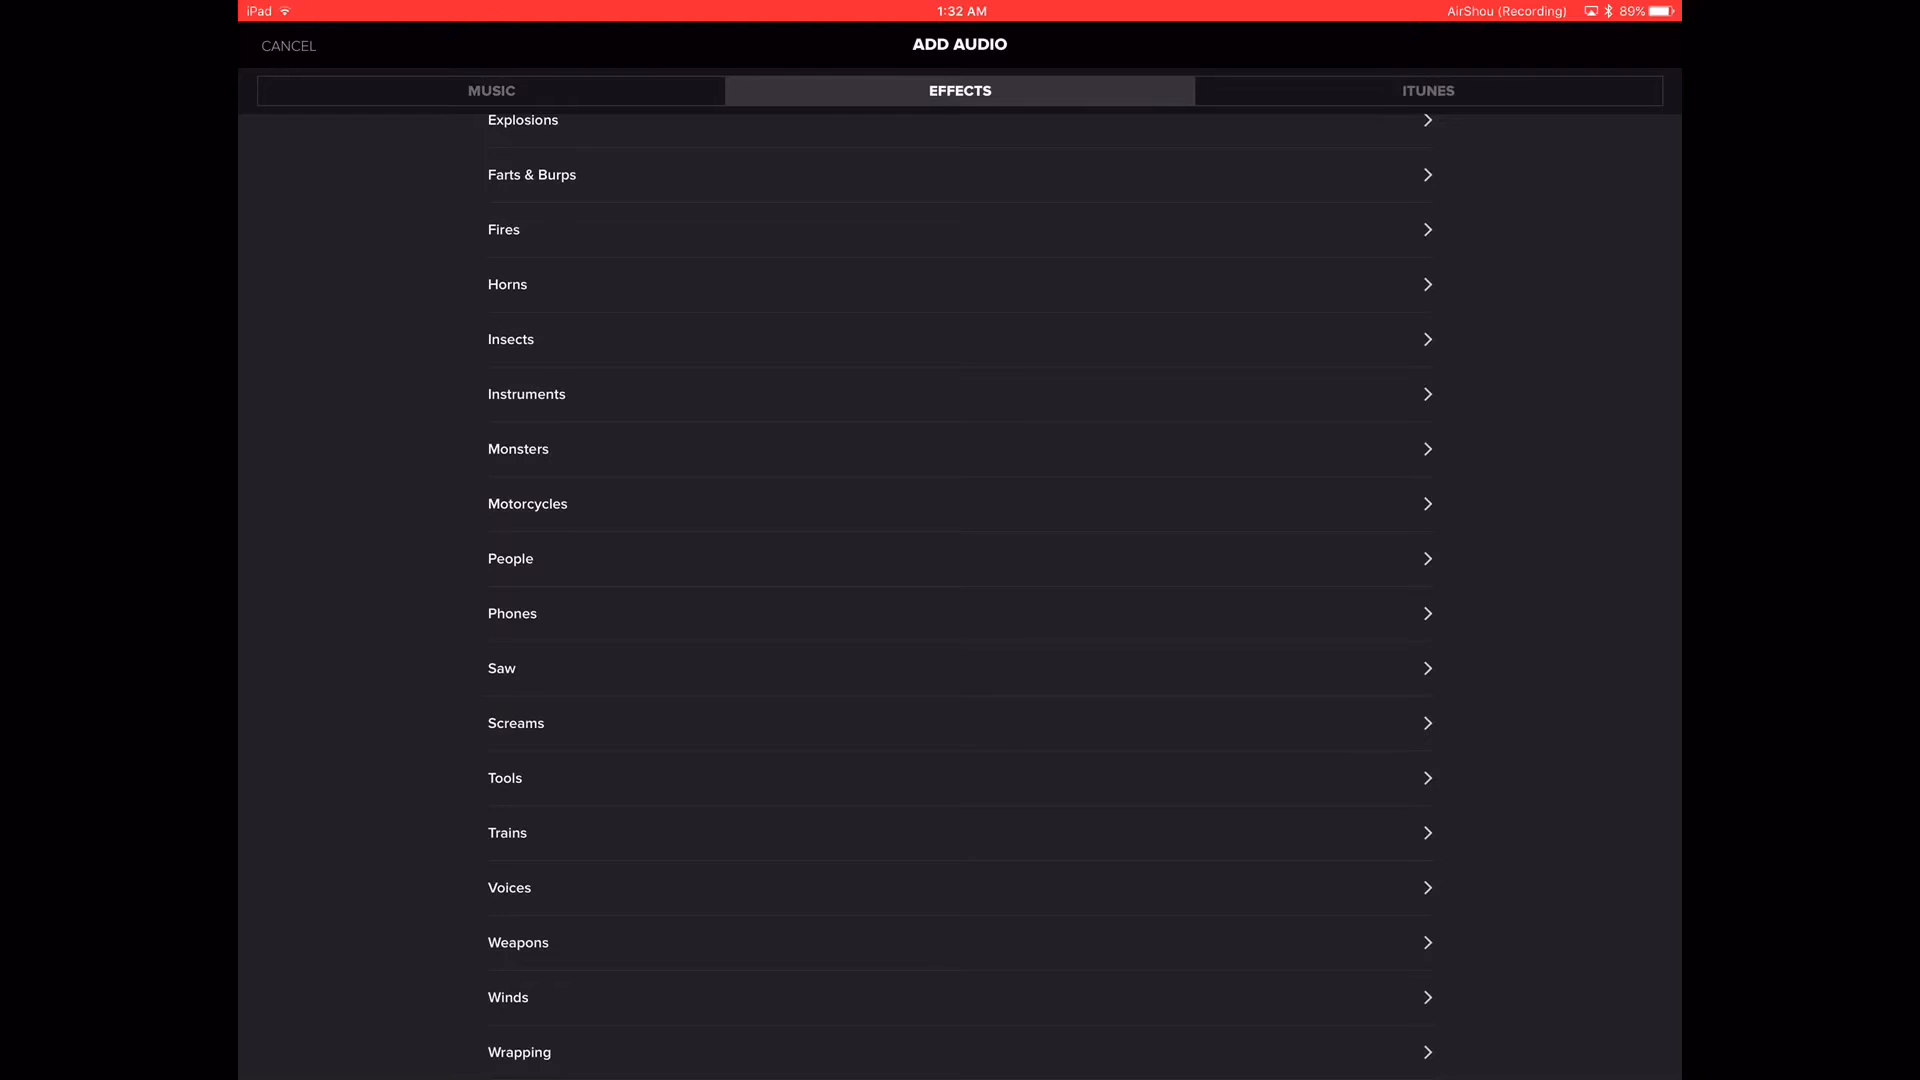 iPad 1:32 AM AirShou (Recording) 89%
CANCEL ADD AUDIO
MUSIC EFFECTS ITUNES
Explosions
Farts & Burps
Fires
Horns
Insects
Instruments
Monsters
Motorcycles
People
Phones
Saw
Screams
Tools
Trains
Voices
Weapons
Winds
Wrapping